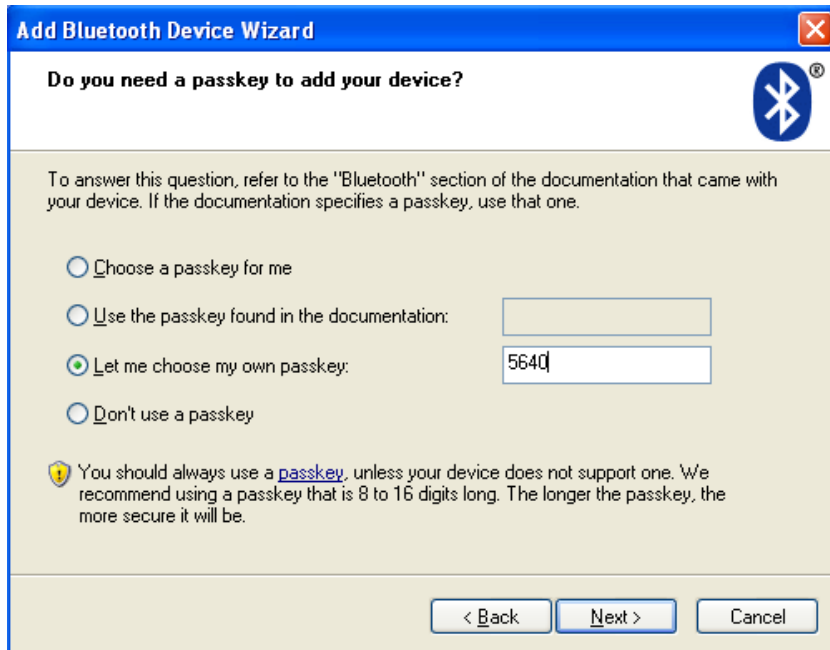 Add Bluetooth Device Wizard
Do you need a passkey to add your device?
®
To answer this question, refer to the "Bluetooth" section of the documentation that came with
your device. If the documentation specifies a passkey, use that one.
Choose a passkey for me
Use the passkey found in the documentation:
Let me choose my own passkey: 5640
Don't use a passkey
You should always use a passkey, unless your device does not support one. We
recommend using a passkey that is 8 to 16 digits long. The longer the passkey, the
more secure it will be.
< Back Next > Cancel